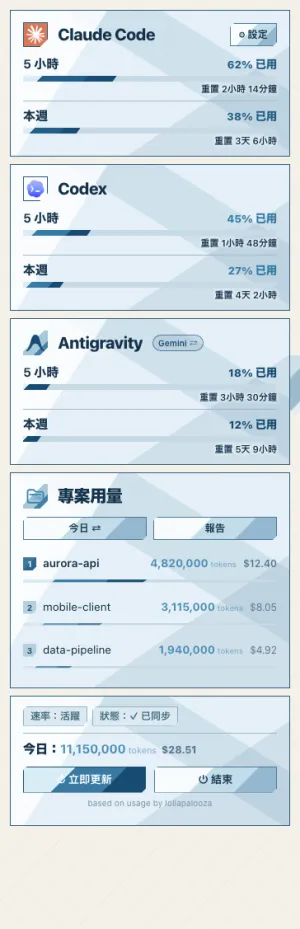 Claude Code
設定
5 小時 62% 已用
重置 2小時 14分鐘
本週 38% 已用
重置 3天 6小時
Codex
5 小時 45% 已用
重置 1小時 48分鐘
本週 27% 已用
重置 4天 2小時
Antigravity Gemini ⇄
5 小時 18% 已用
重置 3小時 30分鐘
本週 12% 已用
重置 5天 9小時
專案用量
今日 ⇄ 報告
1 aurora-api 4,820,000 tokens $12.40
2 mobile-client 3,115,000 tokens $8.05
3 data-pipeline 1,940,000 tokens $4.92
速率：活躍 狀態：✓ 已同步
今日：11,150,000 tokens $28.51
立即更新 結束
based on usage by lollapalooza